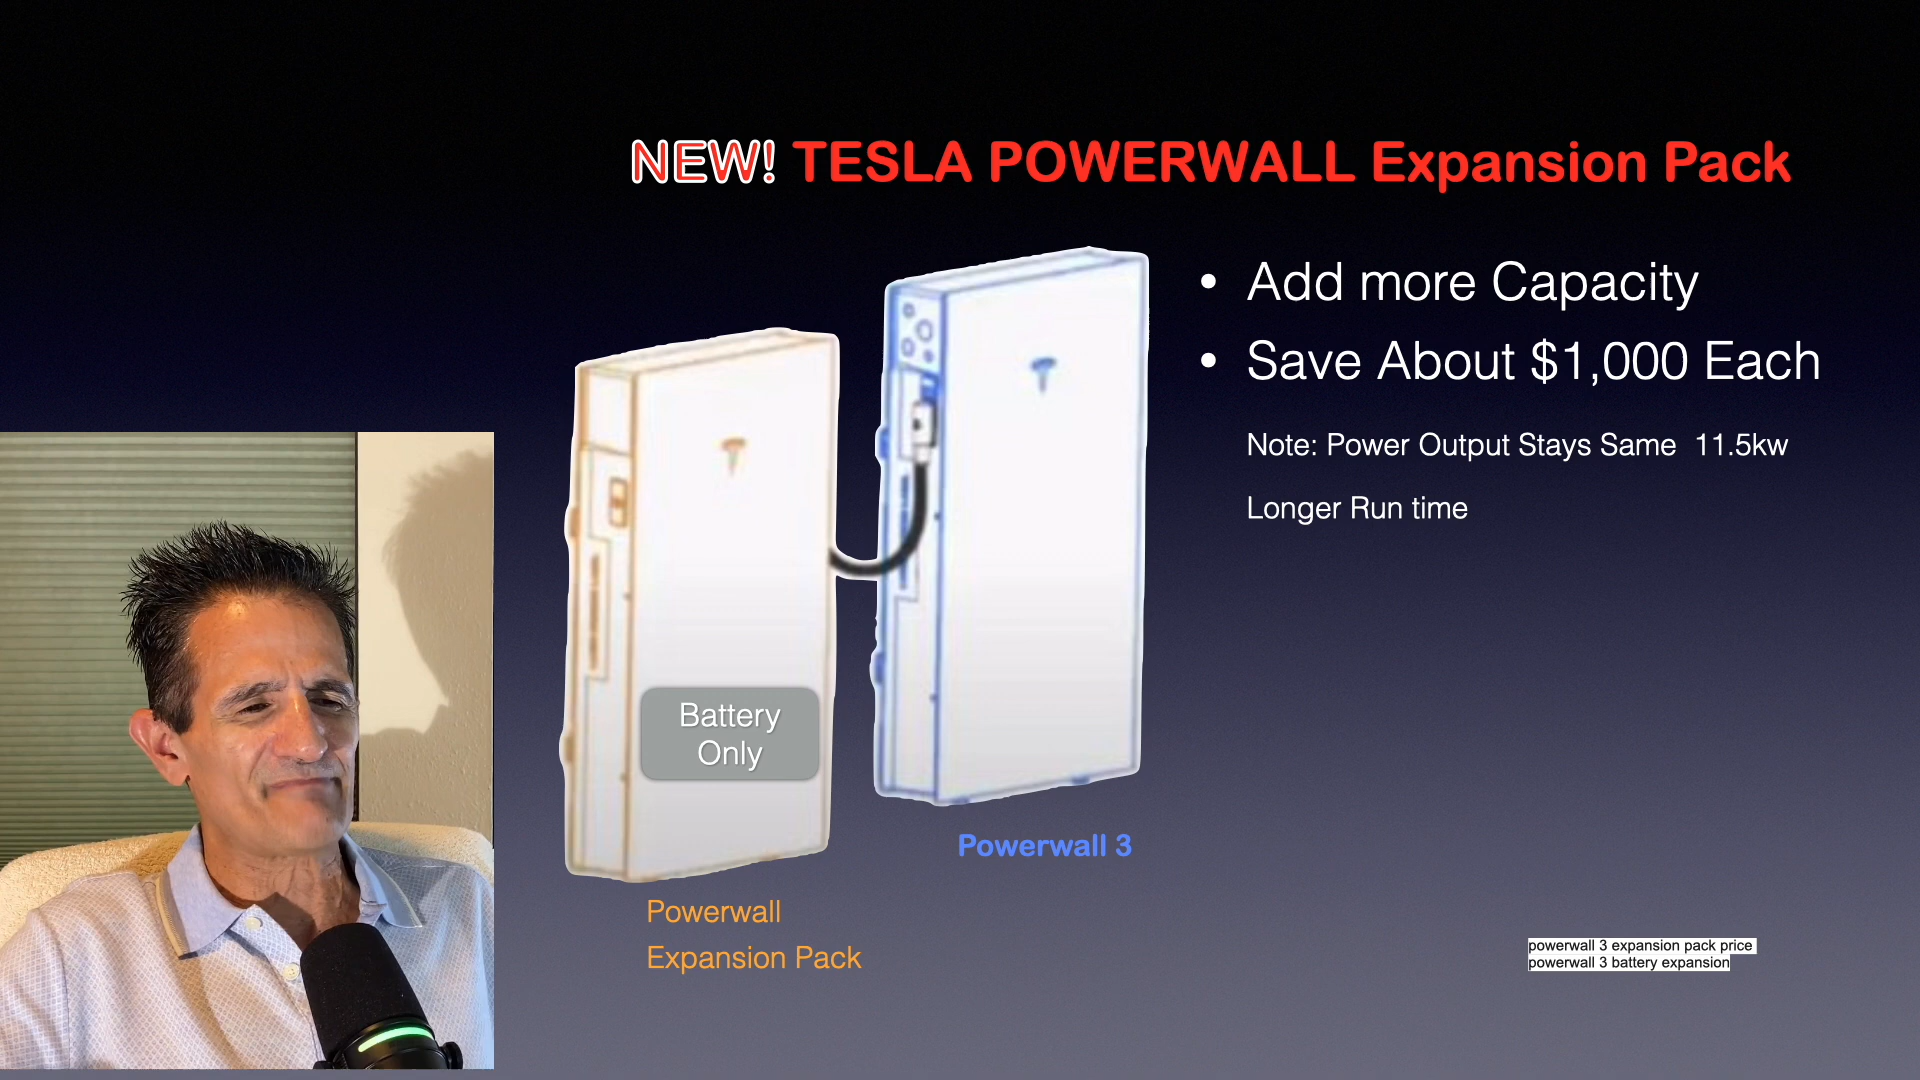 NEW! TESLA POWERWALL Expansion Pack
• Add more Capacity
• Save About $1,000 Each
Note: Power Output Stays Same 11.5kw
Longer Run time
Battery
Only
Powerwall 3
Powerwall
Expansion Pack
powerwall 3 expansion pack price
powerwall 3 battery expansion